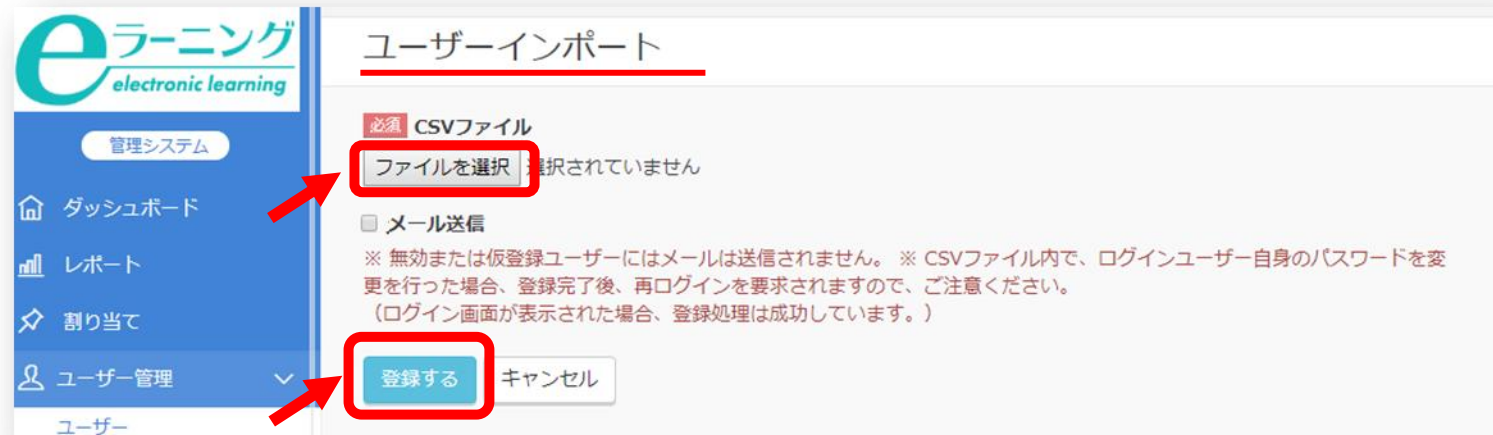 eラーニング
electronic learning
管理システム
ダッシュボード
レポート
割り当て
ユーザー管理
ユーザー
ユーザーインポート
必須 CSVファイル
ファイルを選択 選択されていません
メール送信
※ 無効または仮登録ユーザーにはメールは送信されません。 ※ CSVファイル内で、ログインユーザー自身のパスワードを変
更を行った場合、登録完了後、再ログインを要求されますので、ご注意ください。
（ログイン画面が表示された場合、登録処理は成功しています。）
登録する キャンセル